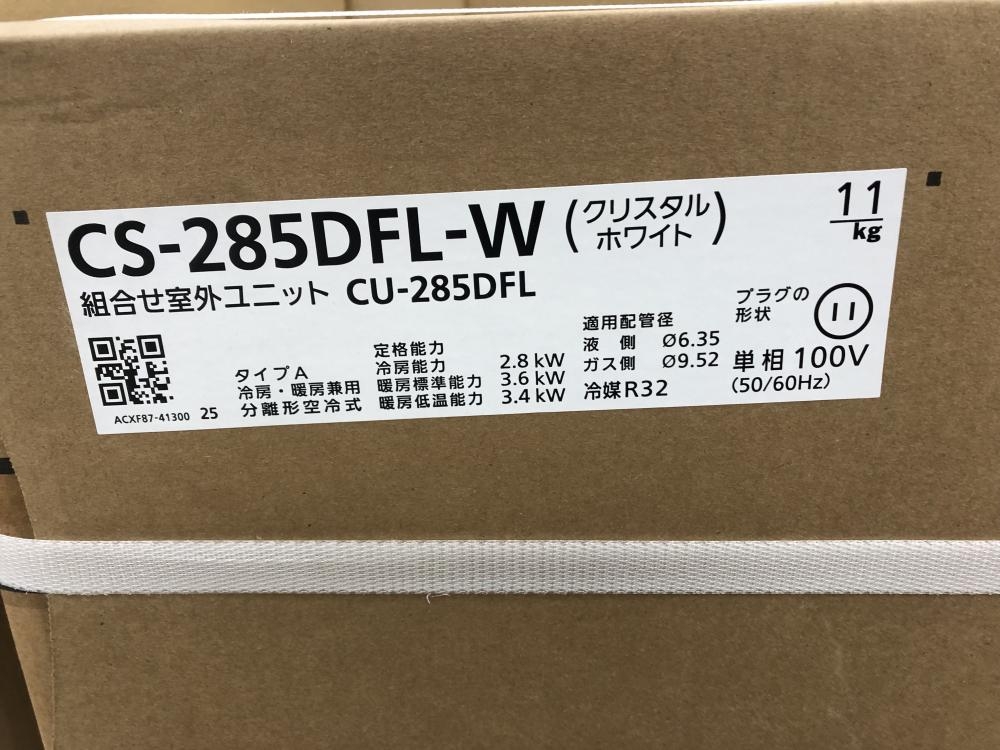 CS-285DFL-W (クリスタル
ホワイト)
11
kg
組合せ室外ユニット CU-285DFL
ACXF87-41300 25
タイプA
冷房・暖房兼用
分離形空冷式
定格能力
冷房能力 2.8 kW
暖房標準能力 3.6 kW
暖房低温能力 3.4 kW
適用配管径
液 側 Ø6.35
ガス側 Ø9.52
冷媒R32
プラグの
形状
単相 100V
(50/60Hz)